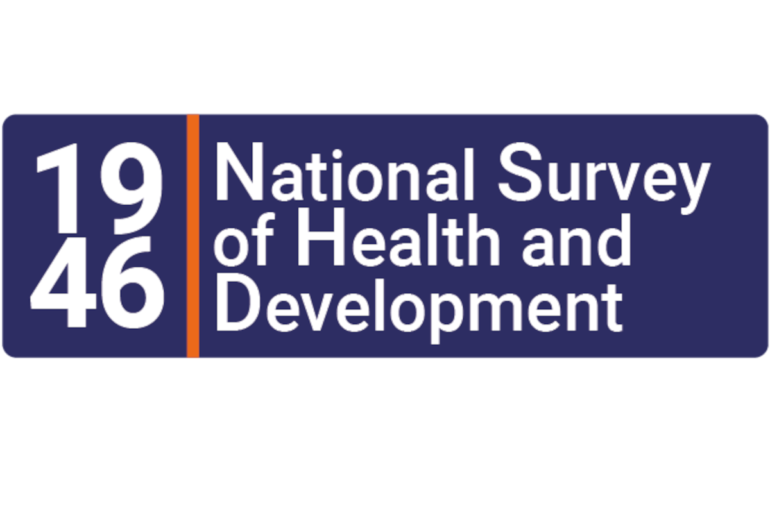 19
46
National Survey
of Health and
Development